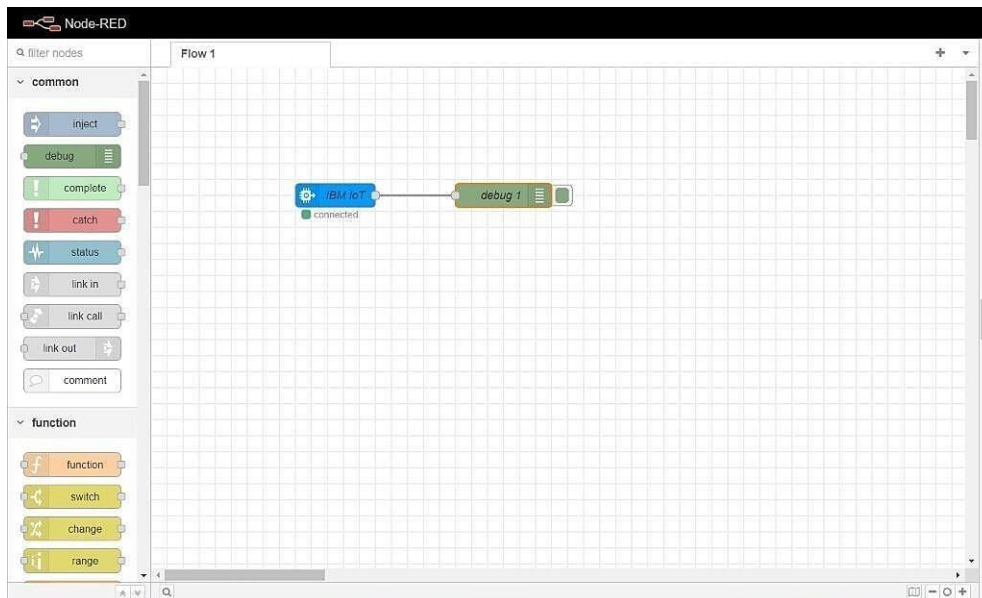 Node-RED
filter nodes
Flow 1
common
inject
debug
complete
catch
status
link in
link call
link out
comment
function
function
switch
change
range
IBM IoT
connected
debug 1